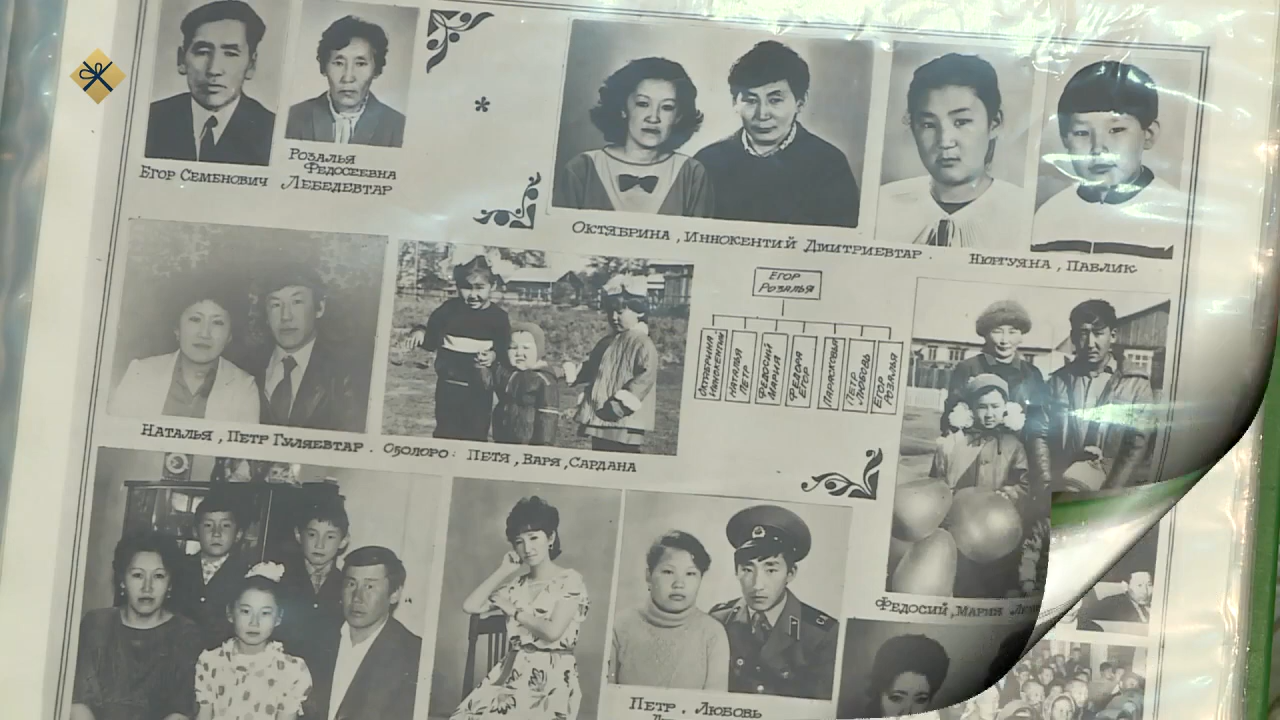 Егор Семенович
Розалья
Федосеевна
Лебедевтар
*
Октябрина, Иннокентий Дмитриевтар.
Нюргуяна, Павлик
Наталья, Петр Гуляевтар. Оҕолоро: Петя, Варя, Сардана
Егор
Розалья
Октябрина
Иннокентий
Наталья
Петр
Федосий
Мария
Федора
Егор
Парасковья
Петр
Любовь
Егор
Розалья
Федосий, Мария
Петр, Любовь